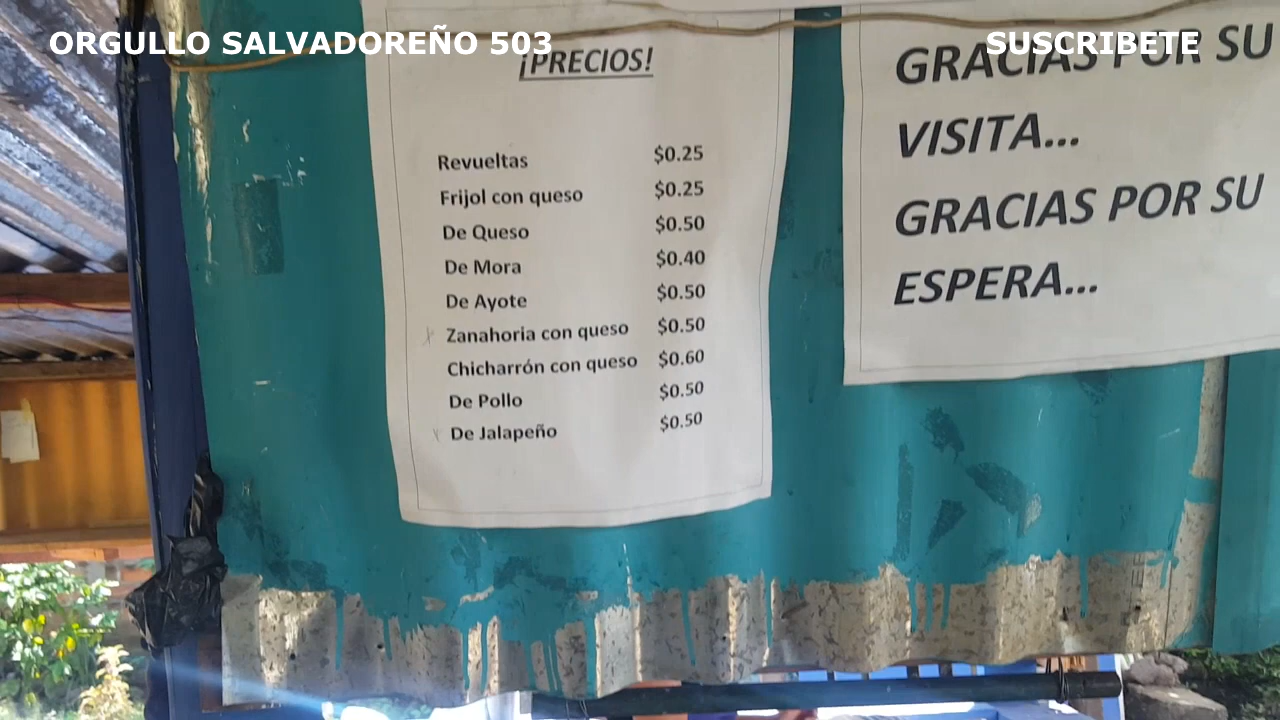 ORGULLO SALVADOREÑO 503
SUSCRIBETE
¡PRECIOS!
Revueltas $0.25
Frijol con queso $0.25
De Queso $0.50
De Mora $0.40
De Ayote $0.50
Zanahoria con queso $0.50
Chicharrón con queso $0.60
De Pollo $0.50
De Jalapeño $0.50
GRACIAS POR SU
VISITA...
GRACIAS POR SU
ESPERA...